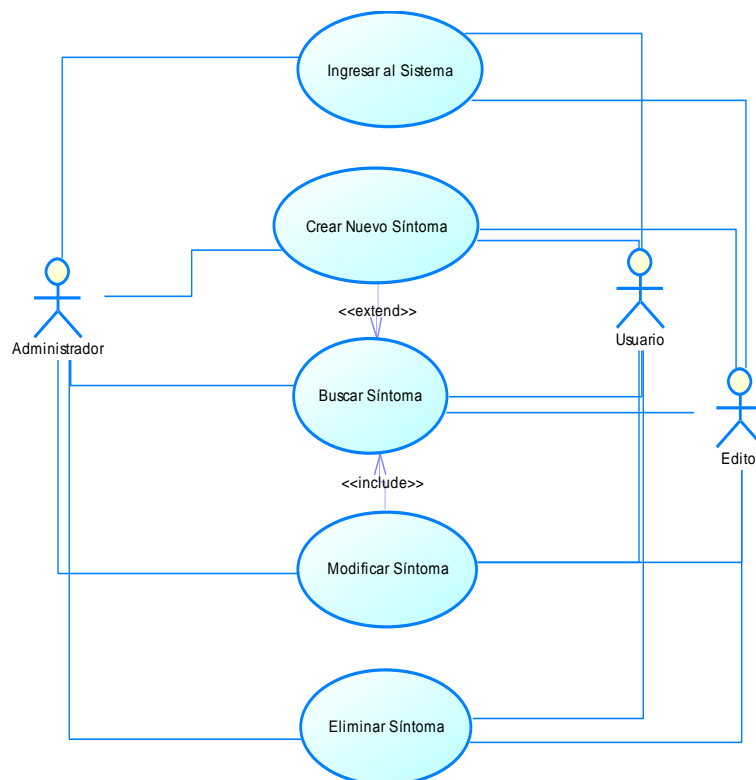 Ingresar al Sistema
Crear Nuevo Síntoma
<<extend>>
Administrador
Usuario
Buscar Síntoma
Edito
<<include>>
Modificar Síntoma
Eliminar Síntoma